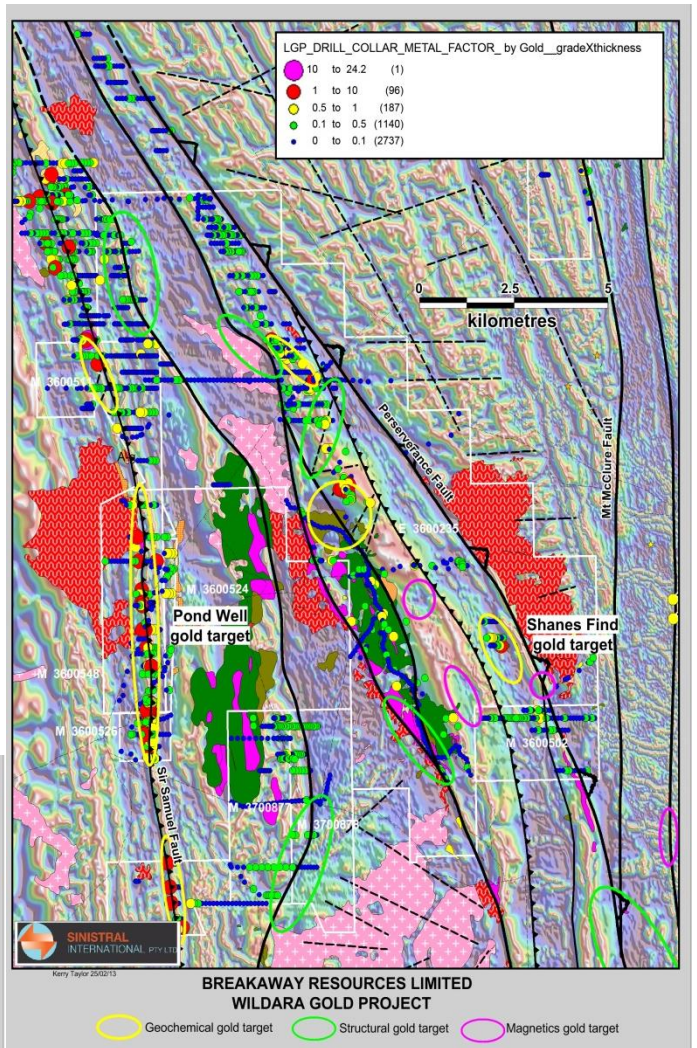 LGP_DRILL_COLLAR_METAL_FACTOR_ by Gold__gradeXthickness
10 to 24.2 (1)
1 to 10 (96)
0.5 to 1 (187)
0.1 to 0.5 (1140)
0 to 0.1 (2737)
0 2.5 5
kilometres
M 3600511
Perserverance Fault
Mt McClure Fault
E 3600235
M 3600524
Pond Well
gold target
Shanes Find
gold target
M 3600548
M 3600526
M 3600502
Sir Samuel Fault
M 3700877
M 3700878
SINISTRAL
INTERNATIONAL PTY LTD
Kerry Taylor 25/02/13
BREAKAWAY RESOURCES LIMITED
WILDARA GOLD PROJECT
Geochemical gold target
Structural gold target
Magnetics gold target